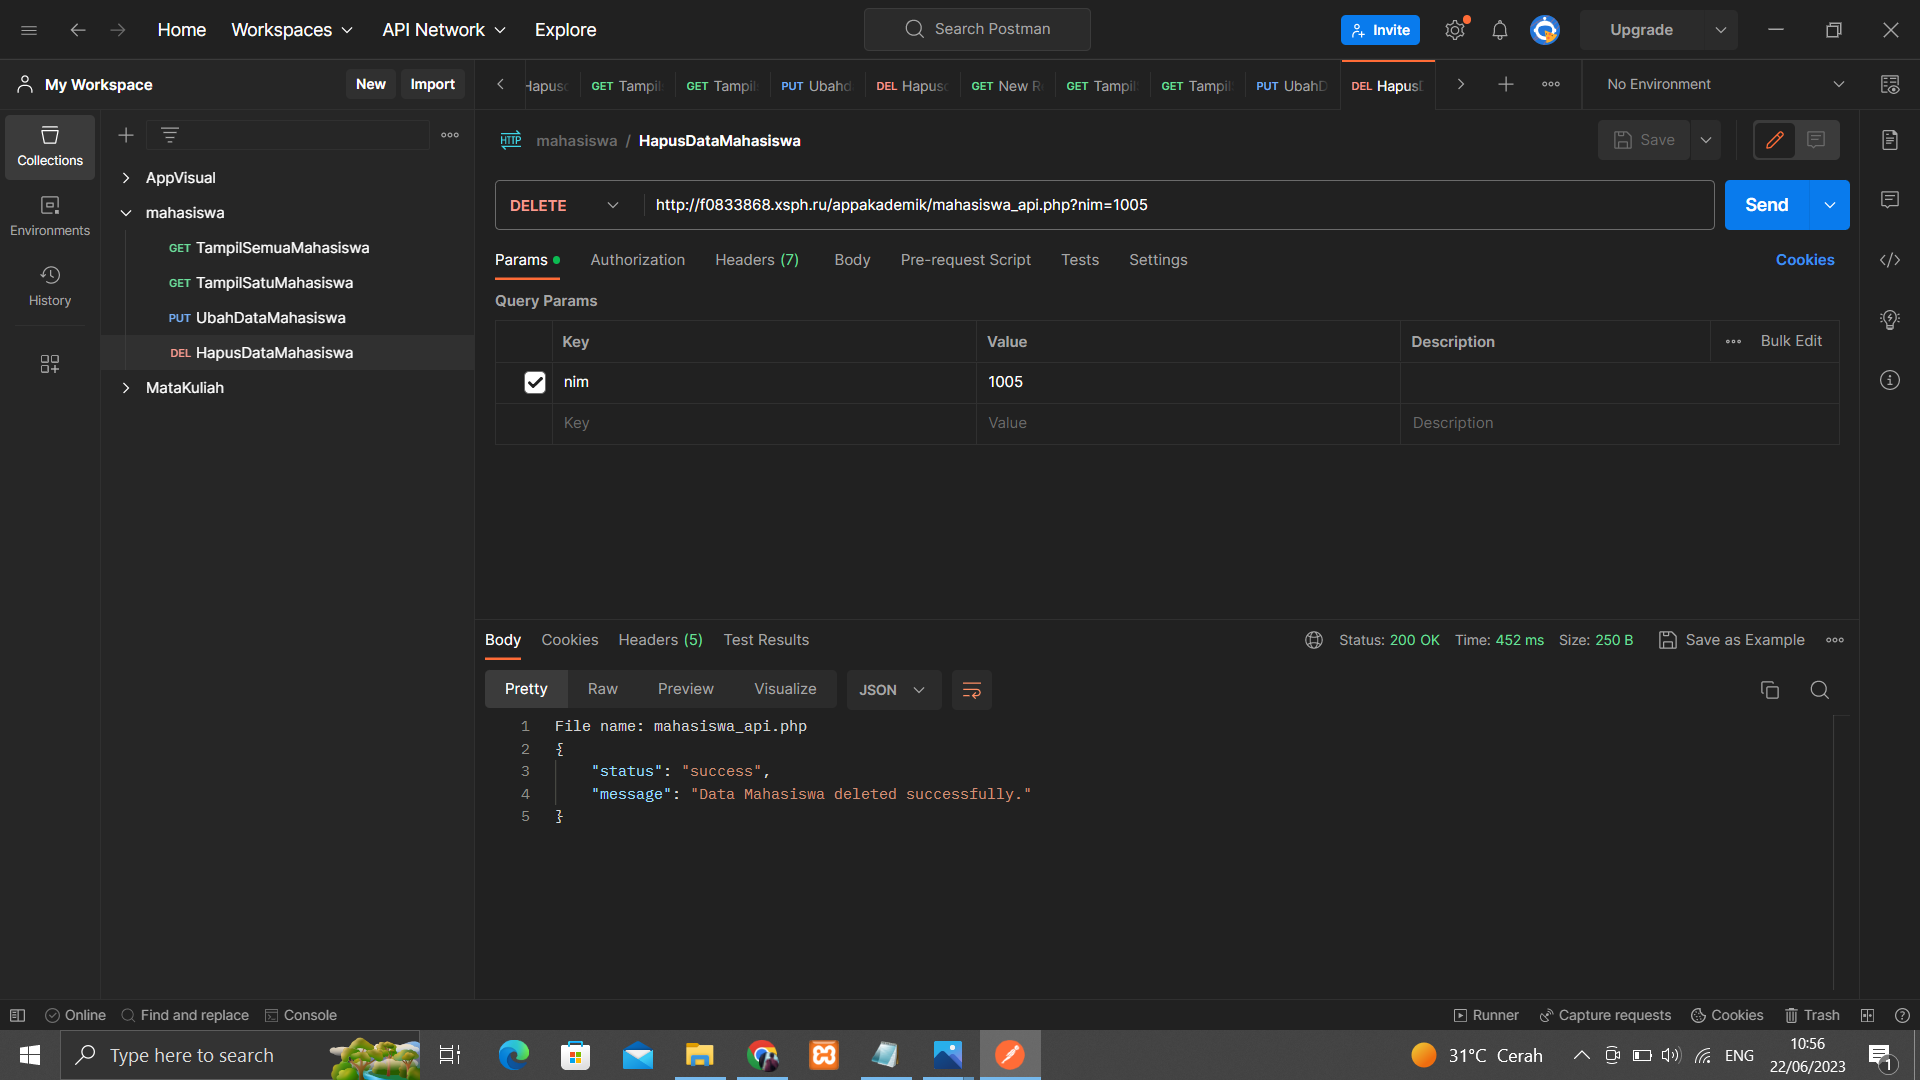 Home
Workspaces
API Network
Explore
Search Postman
Invite
Upgrade
My Workspace
New
Import
GET Tampil
GET Tampil
PUT Ubahd
DEL Hapus
GET New R
GET Tampil
GET Tampil
PUT UbahD
DEL Hapus
No Environment
Collections
Environments
History
AppVisual
mahasiswa
GET TampilSemuaMahasiswa
GET TampilSatuMahasiswa
PUT UbahDataMahasiswa
DEL HapusDataMahasiswa
MataKuliah
HTTP mahasiswa / HapusDataMahasiswa
Save
DELETE
http://f0833868.xsph.ru/appakademik/mahasiswa_api.php?nim=1005
Send
Params
Authorization
Headers (7)
Body
Pre-request Script
Tests
Settings
Cookies
Query Params
Key
Value
Description
Bulk Edit
nim
1005
Key
Value
Description
Body
Cookies
Headers (5)
Test Results
Status: 200 OK
Time: 452 ms
Size: 250 B
Save as Example
Pretty
Raw
Preview
Visualize
JSON
1 File name: mahasiswa_api.php
2 {
3 "status": "success",
4 "message": "Data Mahasiswa deleted successfully."
5 }
Online
Find and replace
Console
Runner
Capture requests
Cookies
Trash
Type here to search
31°C Cerah
ENG
10:56
22/06/2023
1